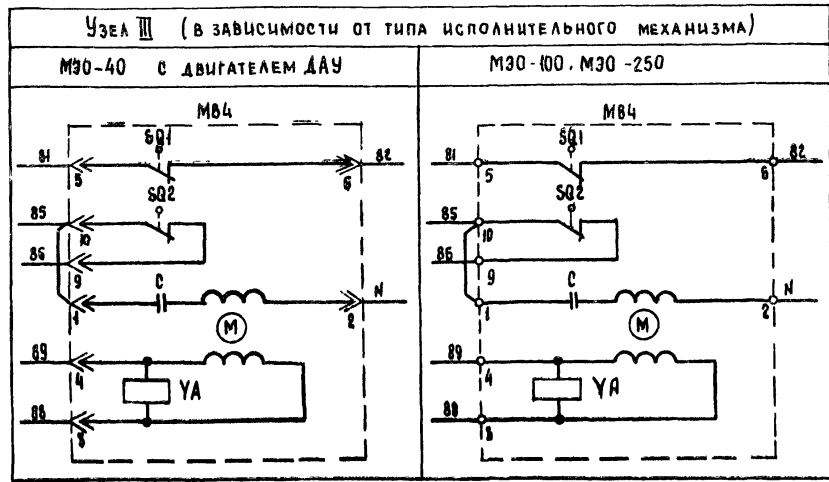 Узел III (в зависимости от типа исполнительного механизма)
МЭО-40 с двигателем ДАУ
МЭО-100, МЭО-250
МВ4
SQ1
81
5
6
82
SQ2
85
10
86
9
C
N
1
2
М
89
4
YA
88
3
МВ4
SQ1
81
5
6
82
SQ2
85
10
86
9
C
N
1
2
М
89
4
YA
88
3